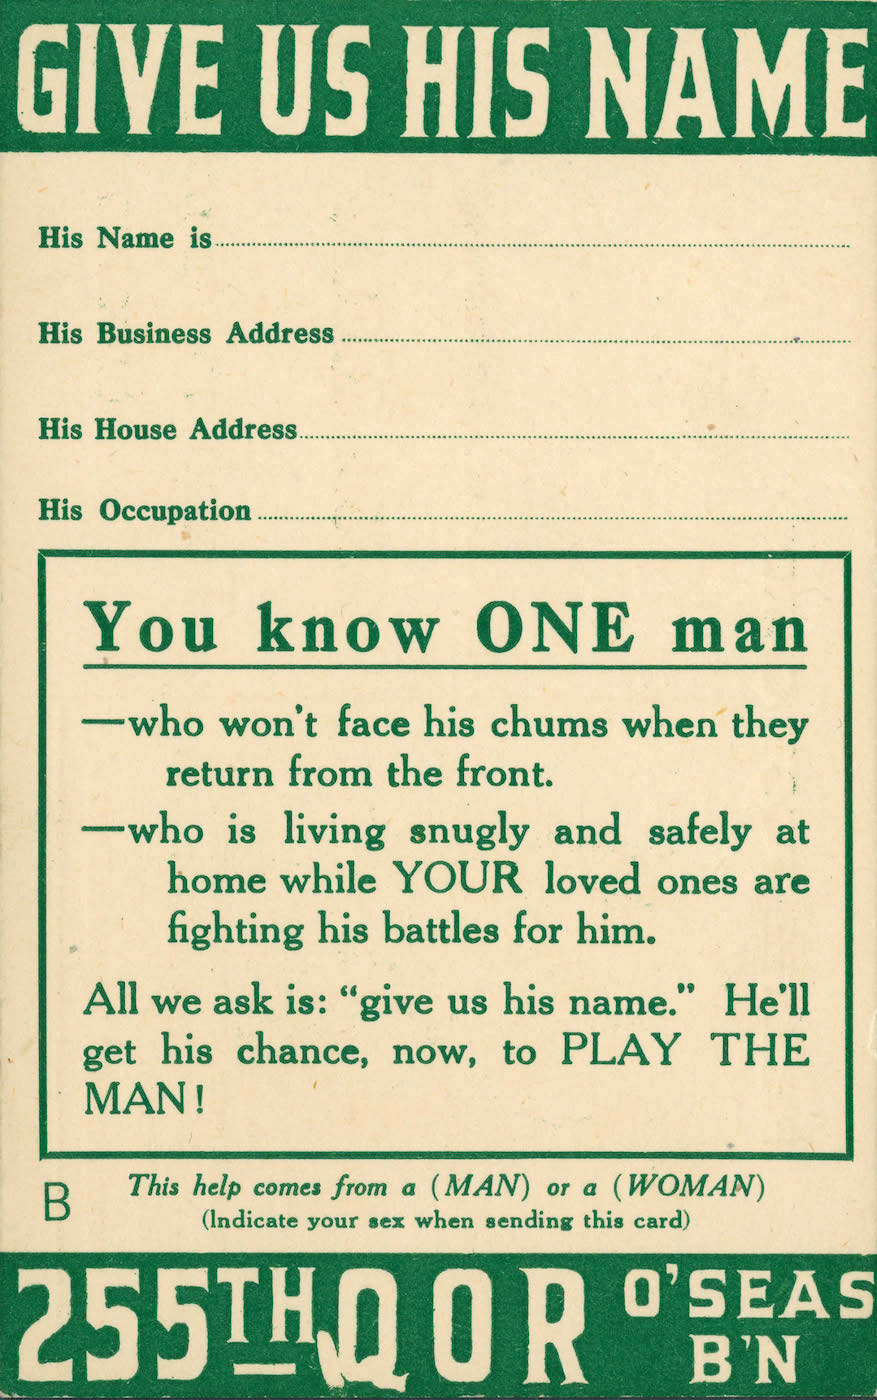 GIVE US HIS NAME
His Name is
His Business Address
His House Address
His Occupation
You know ONE man
—who won't face his chums when they
return from the front.
—who is living snugly and safely at
home while YOUR loved ones are
fighting his battles for him.
All we ask is: “give us his name.” He'll
get his chance, now, to PLAY THE
MAN!
B
This help comes from a (MAN) or a (WOMAN)
(Indicate your sex when sending this card)
255TH QOR O'SEAS
B'N